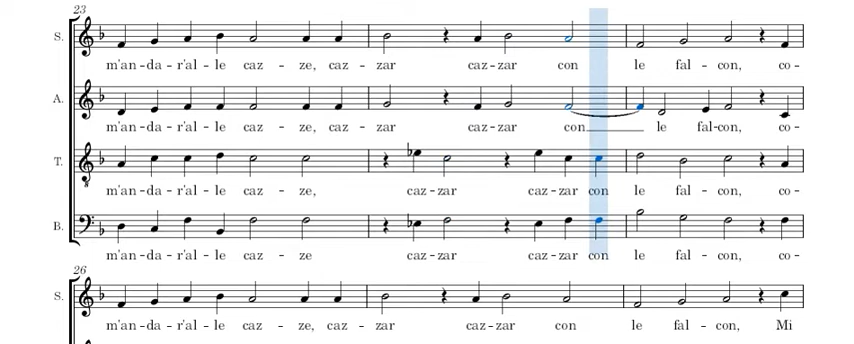 23
S.
m'an - da - r'al - le caz - ze, caz - zar caz - zar con le fal - con, co -
A.
m'an - da - r'al - le caz - ze, caz - zar caz - zar con le fal - con, co -
T.
m'an - da - r'al - le caz - ze, caz - zar caz - zar con le fal - con, co -
B.
m'an - da - r'al - le caz - ze caz - zar caz - zar con le fal - con, co -
26
S.
m'an - da - r'al - le caz - ze, caz - zar caz - zar con le fal - con, Mi